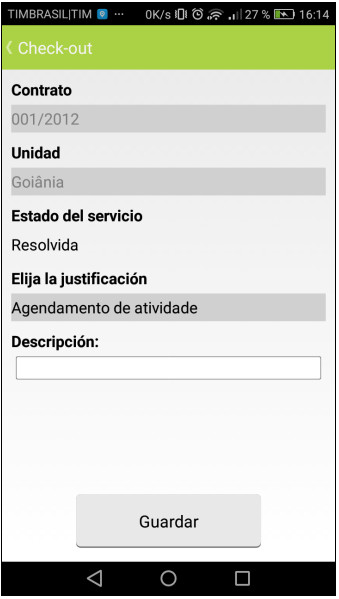 TIMBRASIL|TIM ··· 0K/s 27 % 16:14
Check-out
Contrato
001/2012
Unidad
Goiânia
Estado del servicio
Resolvida
Elija la justificación
Agendamento de atividade
Descripción:
Guardar